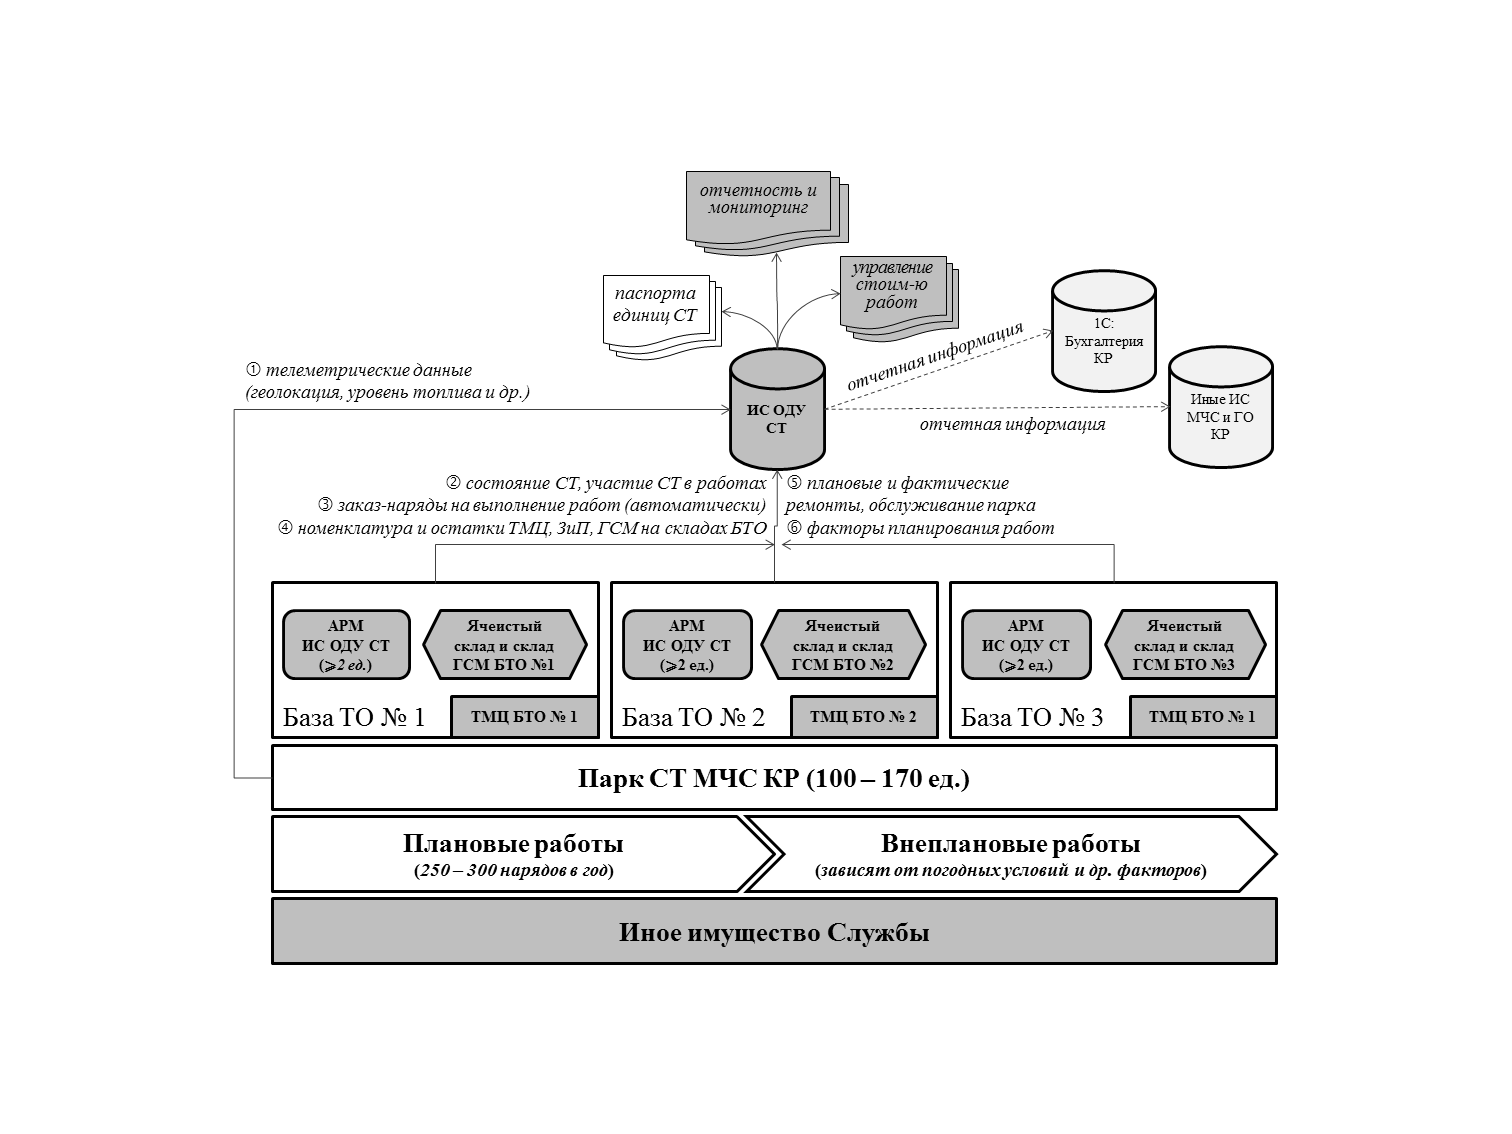 отчетность и
мониторинг
управление
стоим-ю
работ
паспорта
единиц СТ
1С:
Бухгалтерия
КР
отчетная информация
① телеметрические данные
(геолокация, уровень топлива и др.)
ИС ОДУ
СТ
Иные ИС
МЧС и ГО
КР
отчетная информация
② состояние СТ, участие СТ в работах
③ заказ-наряды на выполнение работ (автоматически)
④ номенклатура и остатки ТМЦ, ЗиП, ГСМ на складах БТО
⑤ плановые и фактические
ремонты, обслуживание парка
⑥ факторы планирования работ
АРМ
ИС ОДУ СТ
(⩾2 ед.)
Ячеистый
склад и склад
ГСМ БТО №1
База ТО № 1
ТМЦ БТО № 1
АРМ
ИС ОДУ СТ
(⩾2 ед.)
Ячеистый
склад и склад
ГСМ БТО №2
База ТО № 2
ТМЦ БТО № 2
АРМ
ИС ОДУ СТ
(⩾2 ед.)
Ячеистый
склад и склад
ГСМ БТО №3
База ТО № 3
ТМЦ БТО № 1
Парк СТ МЧС КР (100 – 170 ед.)
Плановые работы
(250 – 300 нарядов в год)
Внеплановые работы
(зависят от погодных условий и др. факторов)
Иное имущество Службы